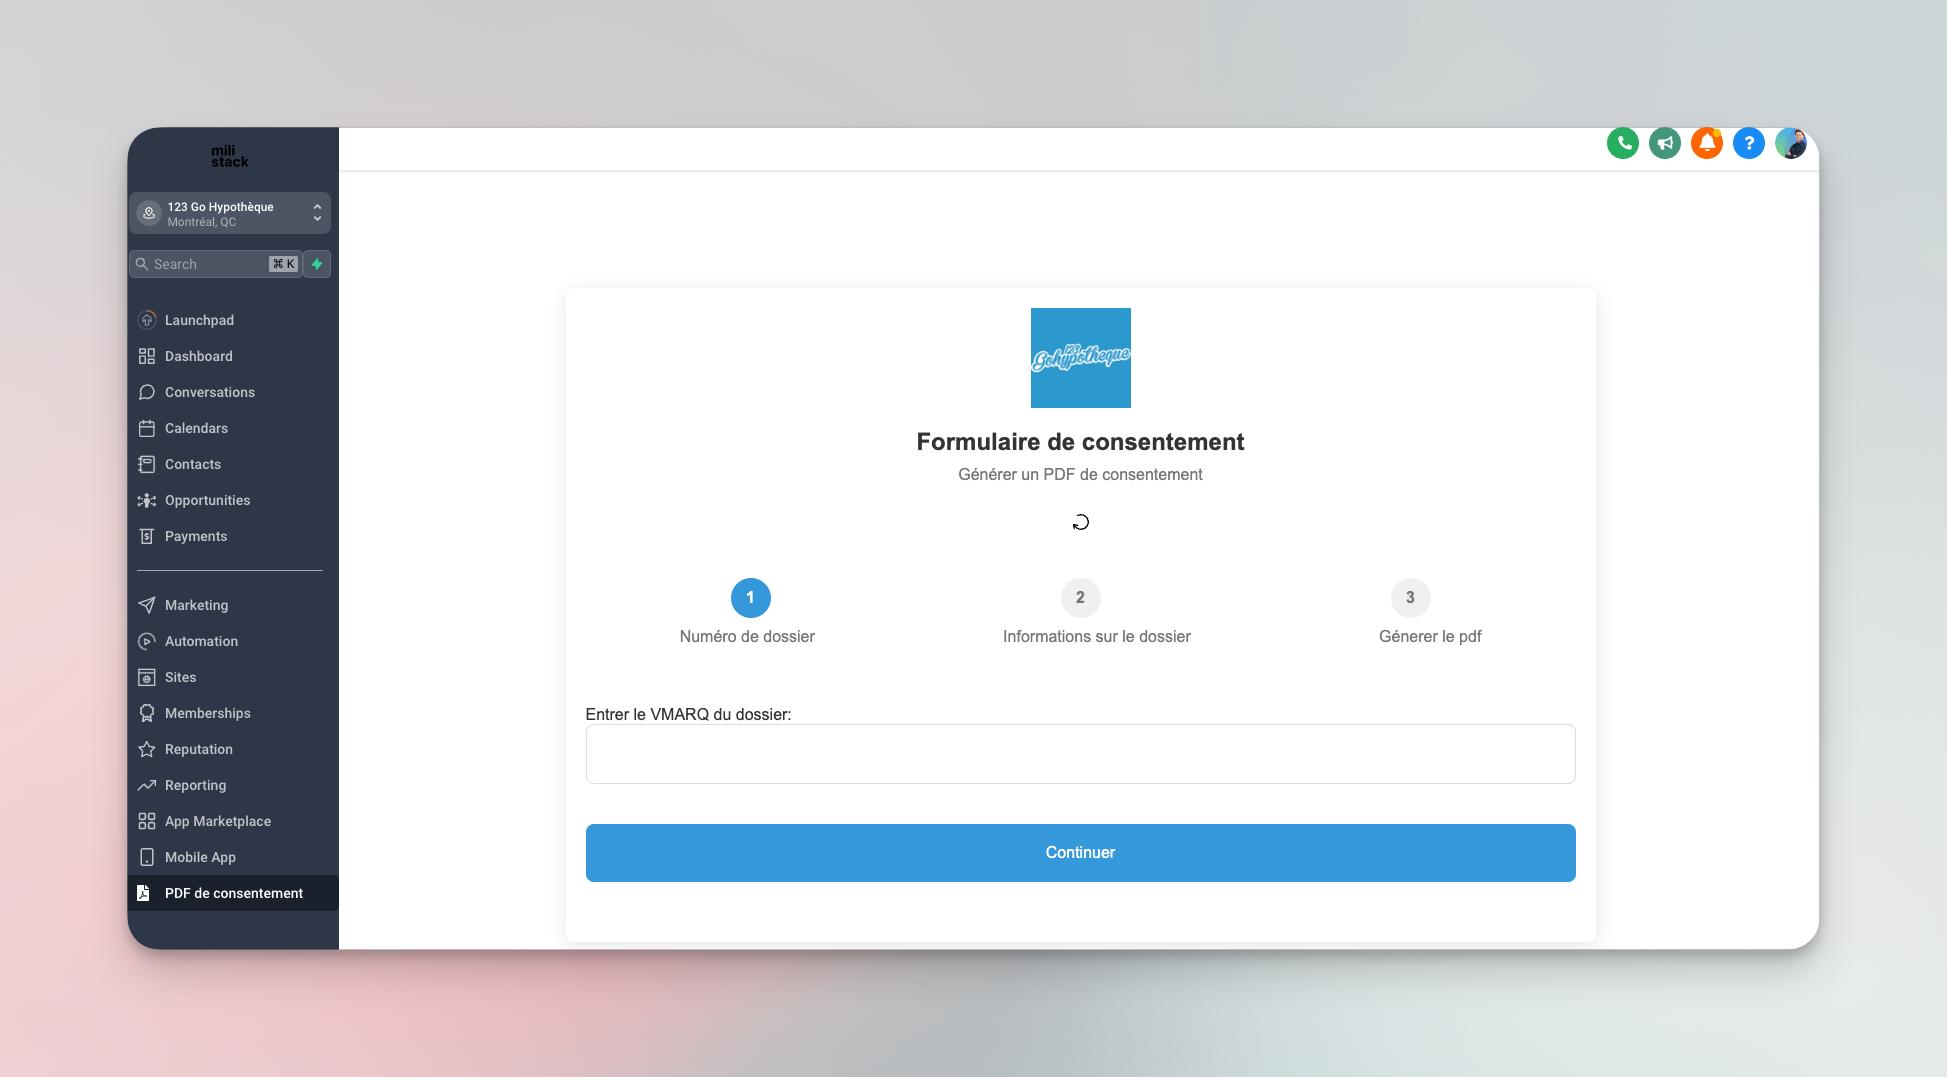 mili
stack
123 Go Hypothèque
Montréal, QC
Search
⌘ K
Launchpad
Dashboard
Conversations
Calendars
Contacts
Opportunities
Payments
Marketing
Automation
Sites
Memberships
Reputation
Reporting
App Marketplace
Mobile App
PDF de consentement
?
123
Gohypotheque
Formulaire de consentement
Générer un PDF de consentement
1
2
3
Numéro de dossier
Informations sur le dossier
Génerer le pdf
Entrer le VMARQ du dossier:
Continuer